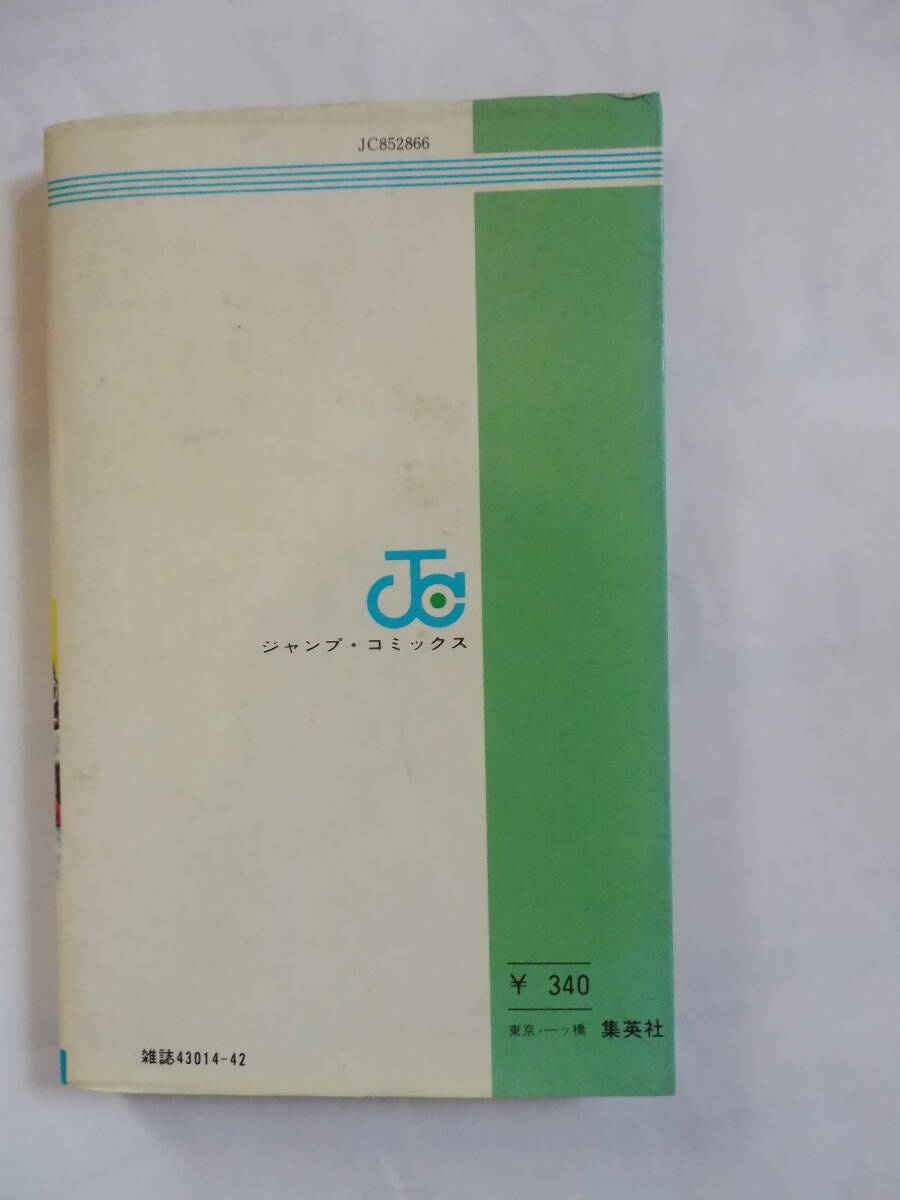 JC852866
JC
ジャンプ・コミックス
¥ 340
東京・一ツ橋 集英社
雑誌43014-42